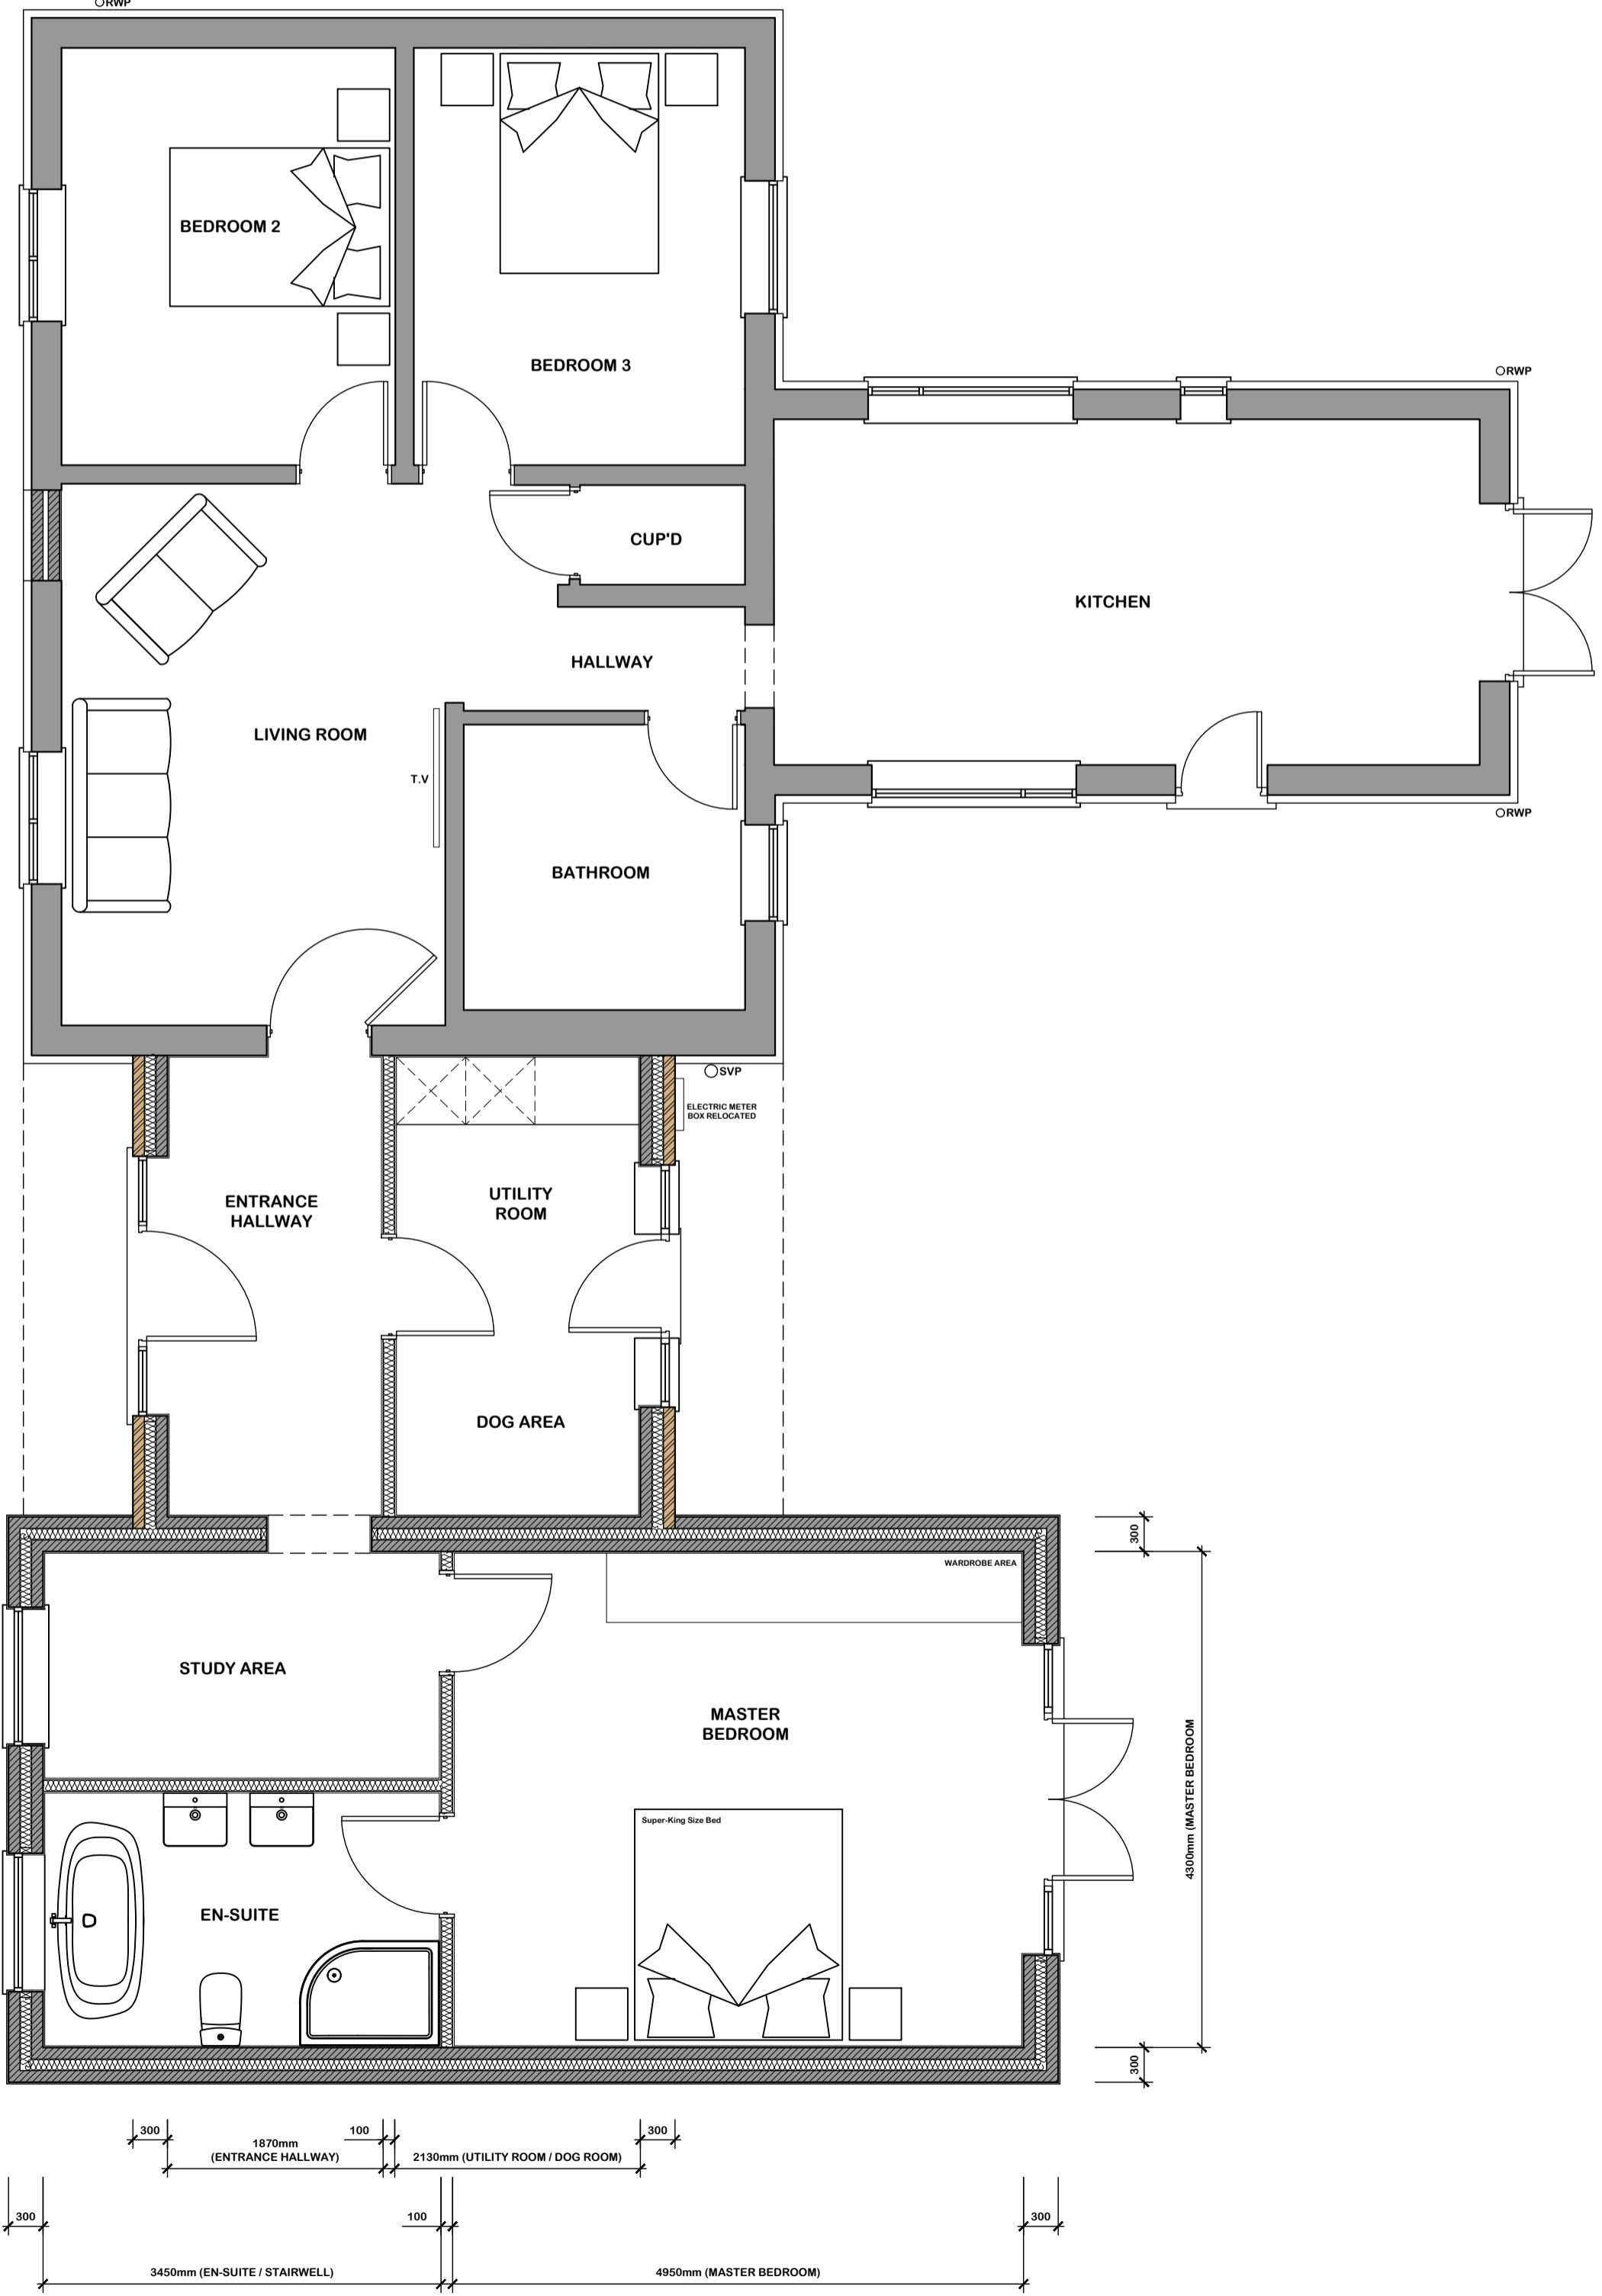 RWP
BEDROOM 2
BEDROOM 3
RWP
CUP'D
KITCHEN
HALLWAY
LIVING ROOM
T.V
RWP
BATHROOM
SVP
ELECTRIC METER
BOX RELOCATED
ENTRANCE
HALLWAY
UTILITY
ROOM
DOG AREA
300
WARDROBE AREA
STUDY AREA
MASTER
BEDROOM
4300mm (MASTER BEDROOM
Super-King Size Bed
EN-SUITE
300
300
1870mm
(ENTRANCE HALLWAY)
100
2130mm (UTILITY ROOM / DOG ROOM)
300
300
100
300
3450mm (EN-SUITE / STAIRWELL)
4950mm (MASTER BEDROOM)